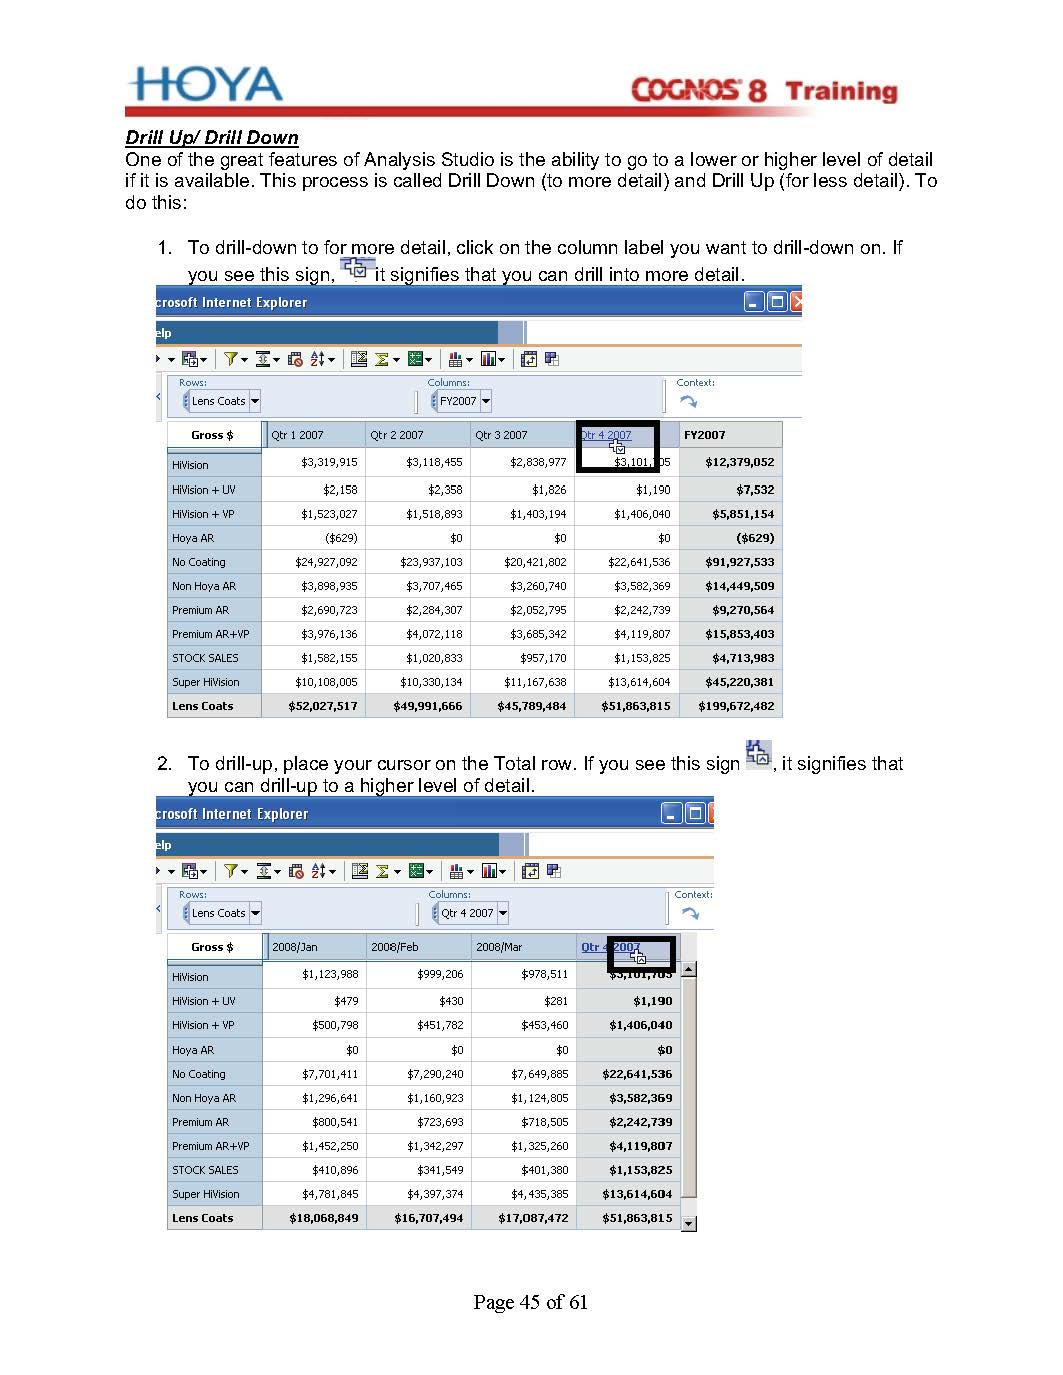 HOYA COGNOS 8 Training
Drill Up/ Drill Down
One of the great features of Analysis Studio is the ability to go to a lower or higher level of detail
if it is available. This process is called Drill Down (to more detail) and Drill Up (for less detail). To
do this:
1. To drill-down to for more detail, click on the column label you want to drill-down on. If
you see this sign, it signifies that you can drill into more detail.
crosoft Internet Explorer
elp
Rows: Columns: Context:
Lens Coats FY2007
Gross $ Qtr 1 2007 Qtr 2 2007 Qtr 3 2007 Qtr 4 2007 FY2007
HiVision $3,319,915 $3,118,455 $2,838,977 $3,101,705 $12,379,052
HiVision + UV $2,158 $2,358 $1,826 $1,190 $7,532
HiVision + VP $1,523,027 $1,518,893 $1,403,194 $1,406,040 $5,851,154
Hoya AR ($629) $0 $0 $0 ($629)
No Coating $24,927,092 $23,937,103 $20,421,802 $22,641,536 $91,927,533
Non Hoya AR $3,898,935 $3,707,465 $3,260,740 $3,582,369 $14,449,509
Premium AR $2,690,723 $2,284,307 $2,052,795 $2,242,739 $9,270,564
Premium AR+VP $3,976,136 $4,072,118 $3,685,342 $4,119,807 $15,853,403
STOCK SALES $1,582,155 $1,020,833 $957,170 $1,153,825 $4,713,983
Super HiVision $10,108,005 $10,330,134 $11,167,638 $13,614,604 $45,220,381
Lens Coats $52,027,517 $49,991,666 $45,789,484 $51,863,815 $199,672,482
2. To drill-up, place your cursor on the Total row. If you see this sign , it signifies that
you can drill-up to a higher level of detail.
crosoft Internet Explorer
elp
Rows: Columns: Context:
Lens Coats Qtr 4 2007
Gross $ 2008/Jan 2008/Feb 2008/Mar Qtr 4 2007
HiVision $1,123,988 $999,206 $978,511 $3,101,705
HiVision + UV $479 $430 $281 $1,190
HiVision + VP $500,798 $451,782 $453,460 $1,406,040
Hoya AR $0 $0 $0 $0
No Coating $7,701,411 $7,290,240 $7,649,885 $22,641,536
Non Hoya AR $1,296,641 $1,160,923 $1,124,805 $3,582,369
Premium AR $800,541 $723,693 $718,505 $2,242,739
Premium AR+VP $1,452,250 $1,342,297 $1,325,260 $4,119,807
STOCK SALES $410,896 $341,549 $401,380 $1,153,825
Super HiVision $4,781,845 $4,397,374 $4,435,385 $13,614,604
Lens Coats $18,068,849 $16,707,494 $17,087,472 $51,863,815
Page 45 of 61